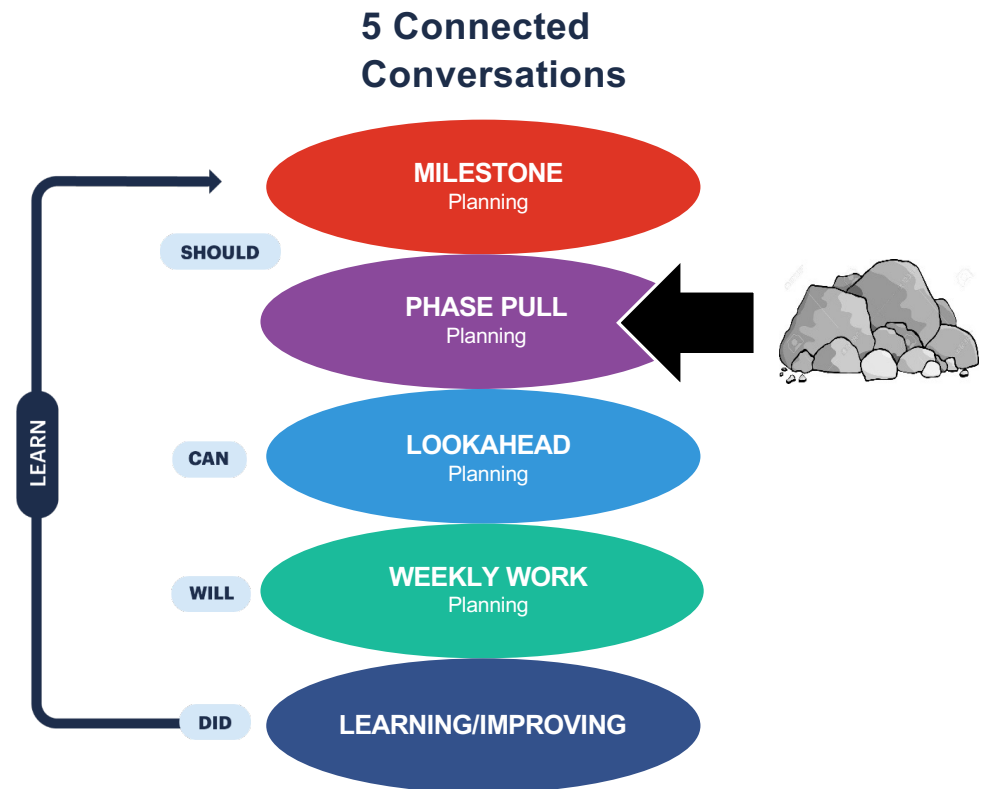 5 Connected
Conversations
MILESTONE
Planning
SHOULD
PHASE PULL
Planning
LEARN
CAN
LOOKAHEAD
Planning
WILL
WEEKLY WORK
Planning
DID
LEARNING/IMPROVING